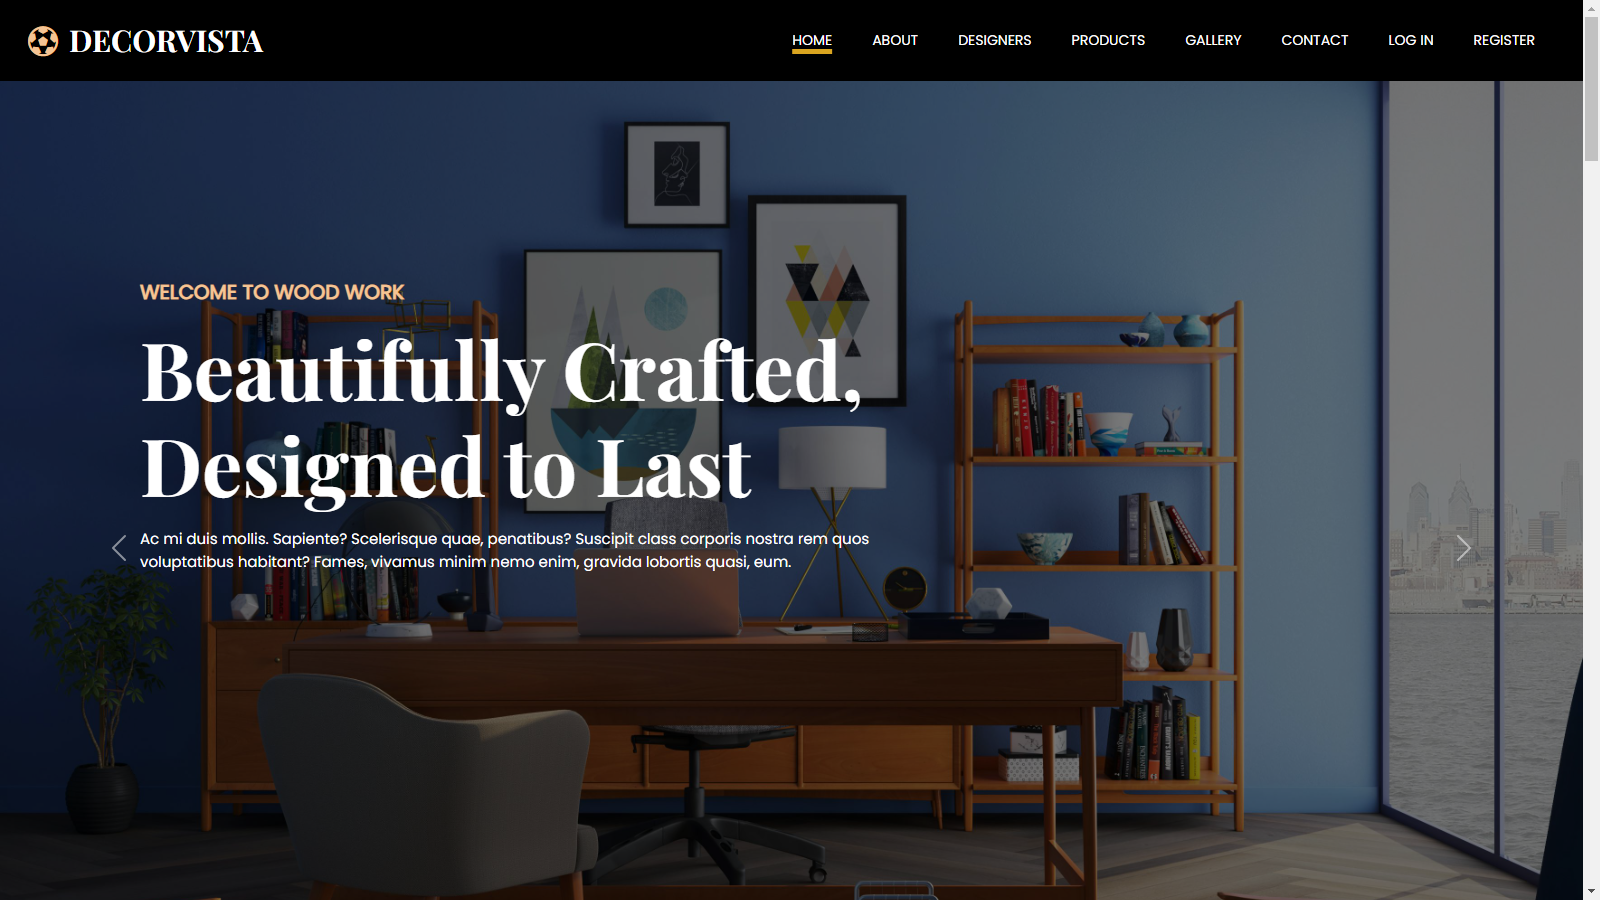 DECORVISTA
HOME ABOUT DESIGNERS PRODUCTS GALLERY CONTACT LOG IN REGISTER
WELCOME TO WOOD WORK
Beautifully Crafted,
Designed to Last
Ac mi duis mollis. Sapiente? Scelerisque quae, penatibus? Suscipit class corporis nostra rem quos
voluptatibus habitant? Fames, vivamus minim nemo enim, gravida lobortis quasi, eum.